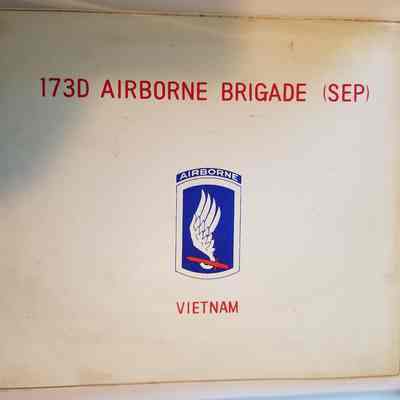 173D AIRBORNE BRIGADE (SEP)
AIRBORNE
VIETNAM